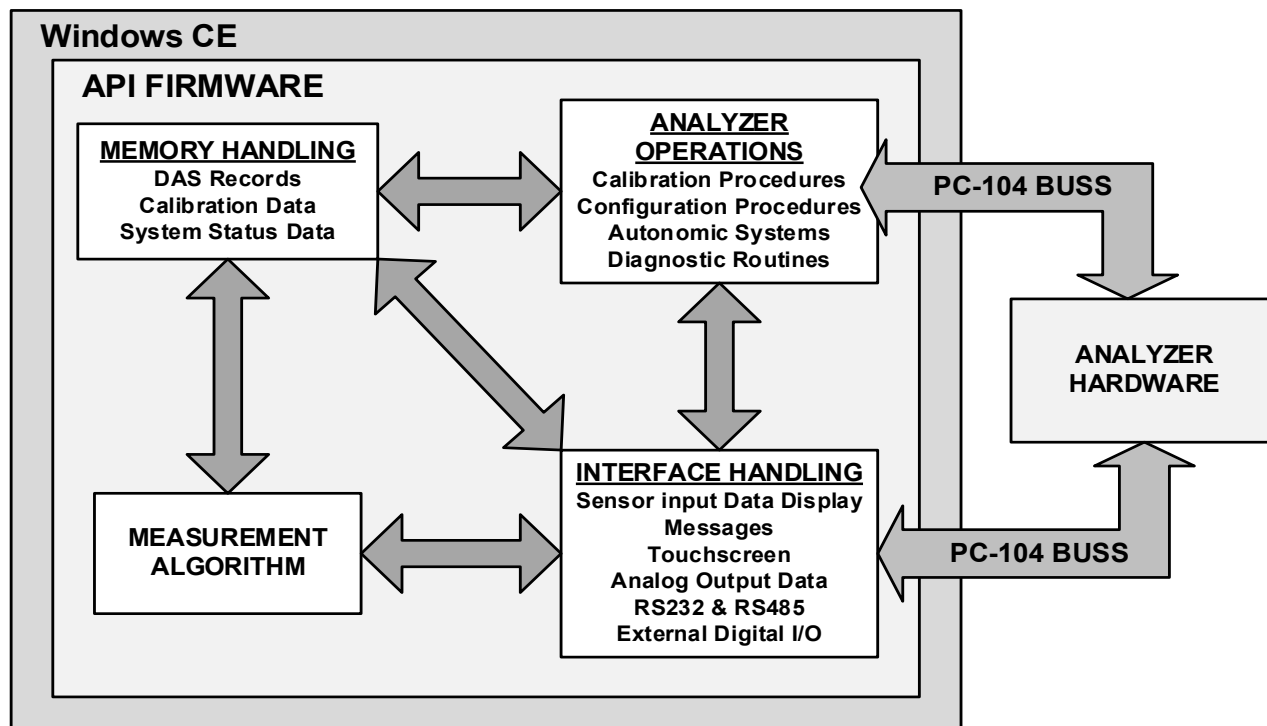 Windows CE
API FIRMWARE
MEMORY HANDLING
DAS Records
Calibration Data
System Status Data
ANALYZER
OPERATIONS
Calibration Procedures
Configuration Procedures
Autonomic Systems
Diagnostic Routines
PC-104 BUSS
ANALYZER
HARDWARE
MEASUREMENT
ALGORITHM
INTERFACE HANDLING
Sensor input Data Display
Messages
Touchscreen
Analog Output Data
RS232 & RS485
External Digital I/O
PC-104 BUSS